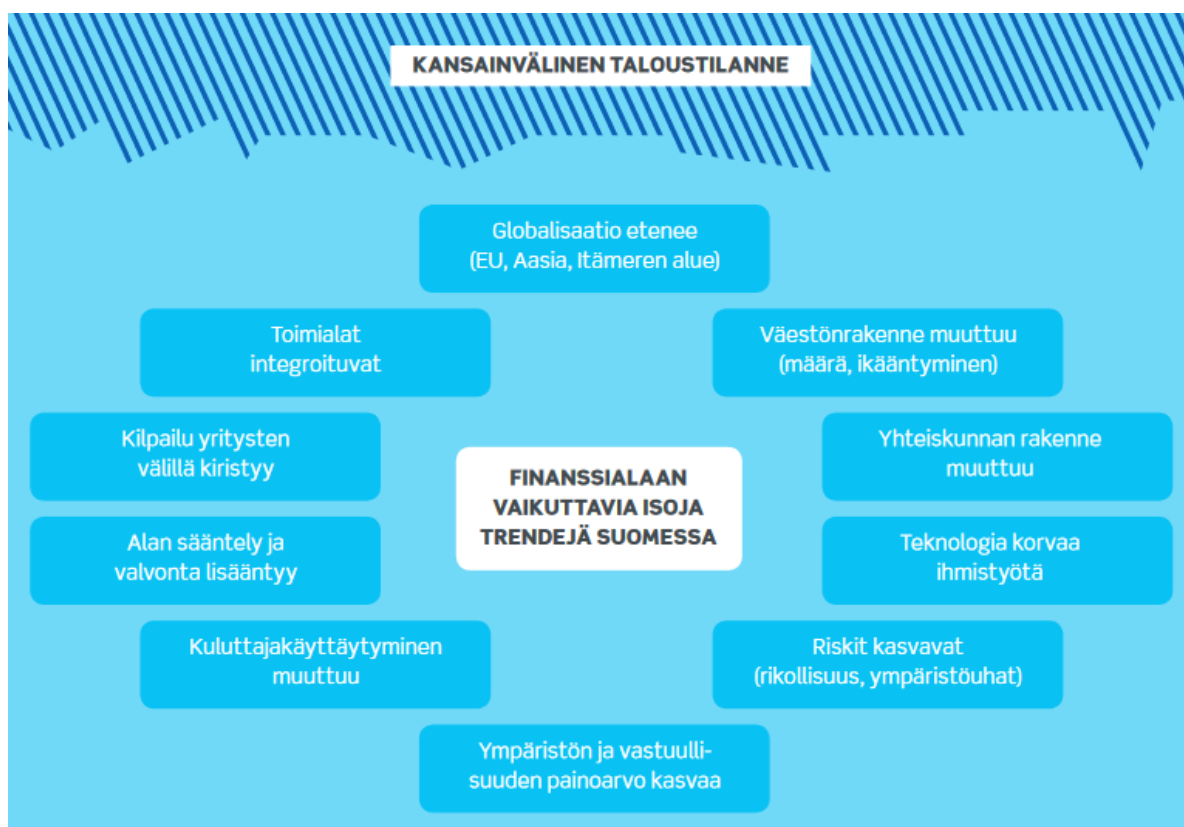 KANSAINVÄLINEN TALOUSTILANNE
Globalisaatio etenee
(EU, Aasia, Itämeren alue)
Toimialat
integroituvat
Väestönrakenne muuttuu
(määrä, ikääntyminen)
Kilpailu yritysten
välillä kiristyy
Yhteiskunnan rakenne
muuttuu
FINANSSIALAAN
VAIKUTTAVIA ISOJA
TRENDEJÄ SUOMESSA
Alan sääntely ja
valvonta lisääntyy
Teknologia korvaa
ihmistyötä
Kuluttajakäyttäytyminen
muuttuu
Riskit kasvavat
(rikollisuus, ympäristöuhat)
Ympäristön ja vastuulli-
suuden painoarvo kasvaa